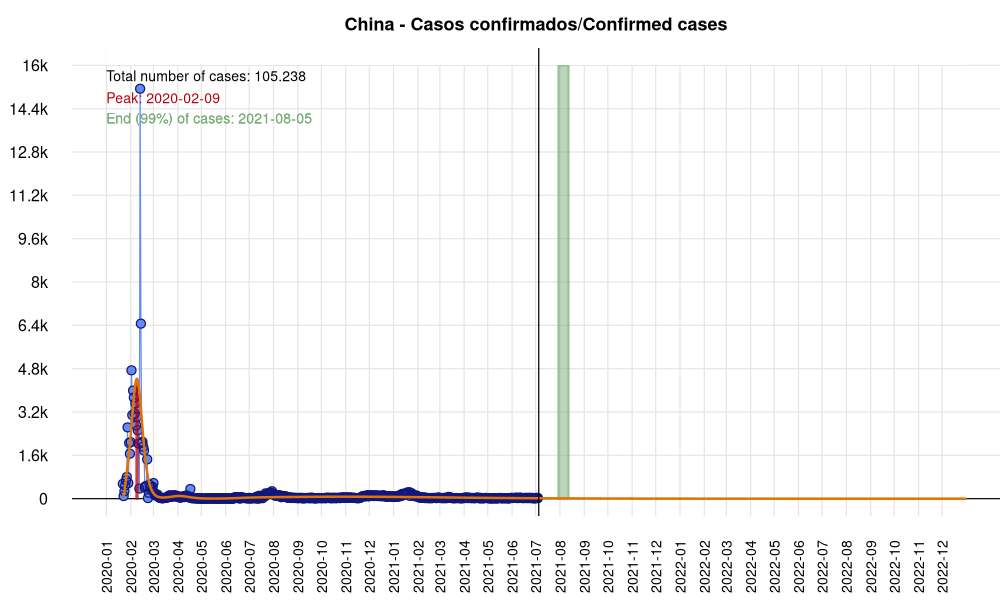 China - Casos confirmados/Confirmed cases
Total number of cases: 105.238
Peak: 2020-02-09
End (99%) of cases: 2021-08-05
16k
14.4k
12.8k
11.2k
9.6k
8k
6.4k
4.8k
3.2k
1.6k
0
2020-01
2020-02
2020-03
2020-04
2020-05
2020-06
2020-07
2020-08
2020-09
2020-10
2020-11
2020-12
2021-01
2021-02
2021-03
2021-04
2021-05
2021-06
2021-07
2021-08
2021-09
2021-10
2021-11
2021-12
2022-01
2022-02
2022-03
2022-04
2022-05
2022-06
2022-07
2022-08
2022-09
2022-10
2022-11
2022-12